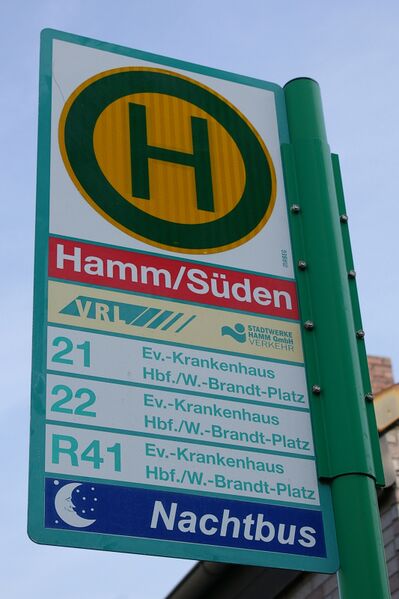 H
Hamm/Süden
VRL
STADTWERKE
HAMM GmbH
VERKEHR
21 Ev.-Krankenhaus
Hbf./W.-Brandt-Platz
22 Ev.-Krankenhaus
Hbf./W.-Brandt-Platz
R41 Ev.-Krankenhaus
Hbf./W.-Brandt-Platz
Nachtbus